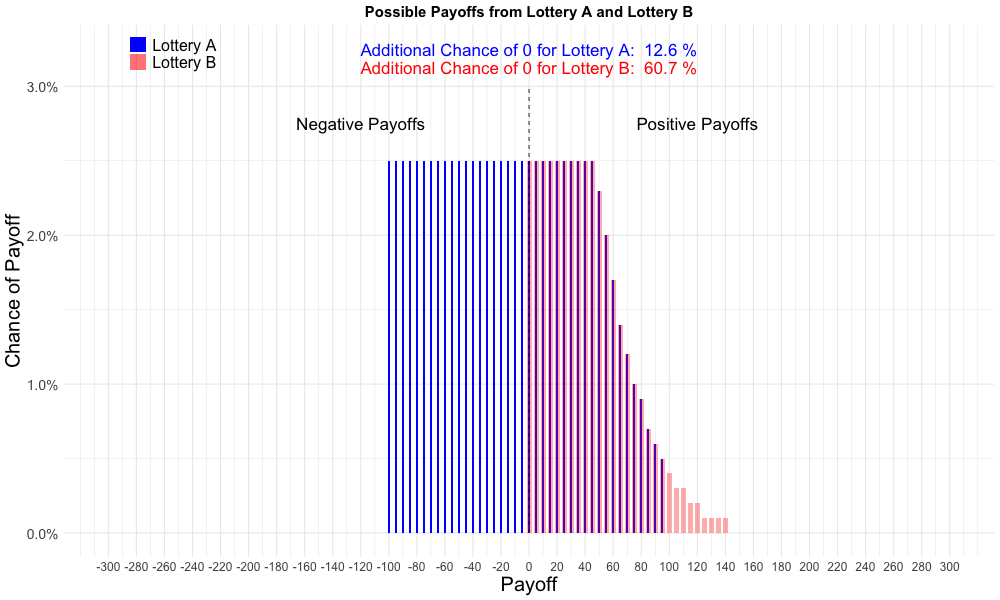 Possible Payoffs from Lottery A and Lottery B
Lottery A
Lottery B
Additional Chance of 0 for Lottery A: 12.6 %
Additional Chance of 0 for Lottery B: 60.7 %
Negative Payoffs
Positive Payoffs
Chance of Payoff
3.0%
2.0%
1.0%
0.0%
-300 -280 -260 -240 -220 -200 -180 -160 -140 -120 -100 -80 -60 -40 -20 0 20 40 60 80 100 120 140 160 180 200 220 240 260 280 300
Payoff